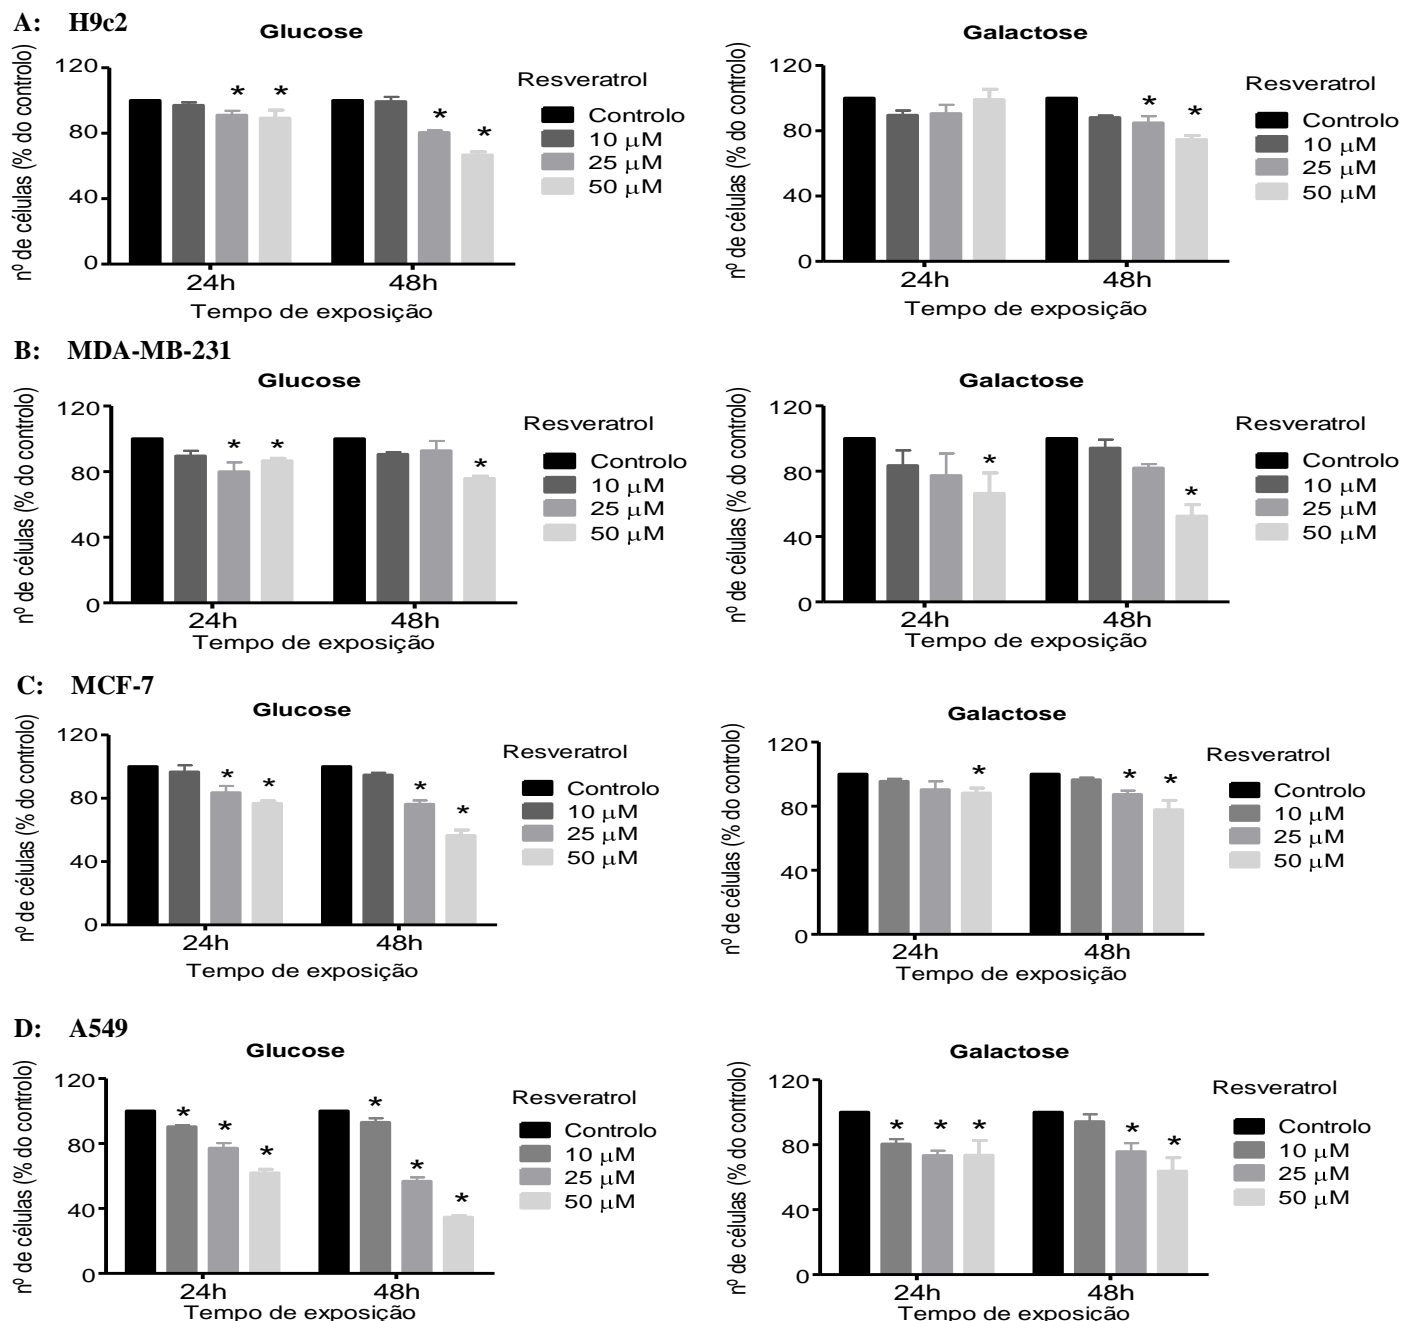 A: H9c2
Glucose
nº de células (% do controlo)
120
80
40
0
* * * *
24h 48h
Tempo de exposição
Resveratrol
Controlo
10 µM
25 µM
50 µM
Galactose
nº de células (% do controlo)
120
80
40
0
* *
24h 48h
Tempo de exposição
Resveratrol
Controlo
10 µM
25 µM
50 µM
B: MDA-MB-231
Glucose
nº de células (% do controlo)
120
80
40
0
* * *
24h 48h
Tempo de exposição
Resveratrol
Controlo
10 µM
25 µM
50 µM
Galactose
nº de células (% do controlo)
120
80
40
0
* *
24h 48h
Tempo de exposição
Resveratrol
Controlo
10 µM
25 µM
50 µM
C: MCF-7
Glucose
nº de células (% do controlo)
120
80
40
0
* * * *
24h 48h
Tempo de exposição
Resveratrol
Controlo
10 µM
25 µM
50 µM
Galactose
nº de células (% do controlo)
120
80
40
0
* * *
24h 48h
Tempo de exposição
Resveratrol
Controlo
10 µM
25 µM
50 µM
D: A549
Glucose
nº de células (% do controlo)
120
80
40
0
* * * * * *
24h 48h
Tempo de exposição
Resveratrol
Controlo
10 µM
25 µM
50 µM
Galactose
nº de células (% do controlo)
120
80
40
0
* * * * *
24h 48h
Tempo de exposição
Resveratrol
Controlo
10 µM
25 µM
50 µM